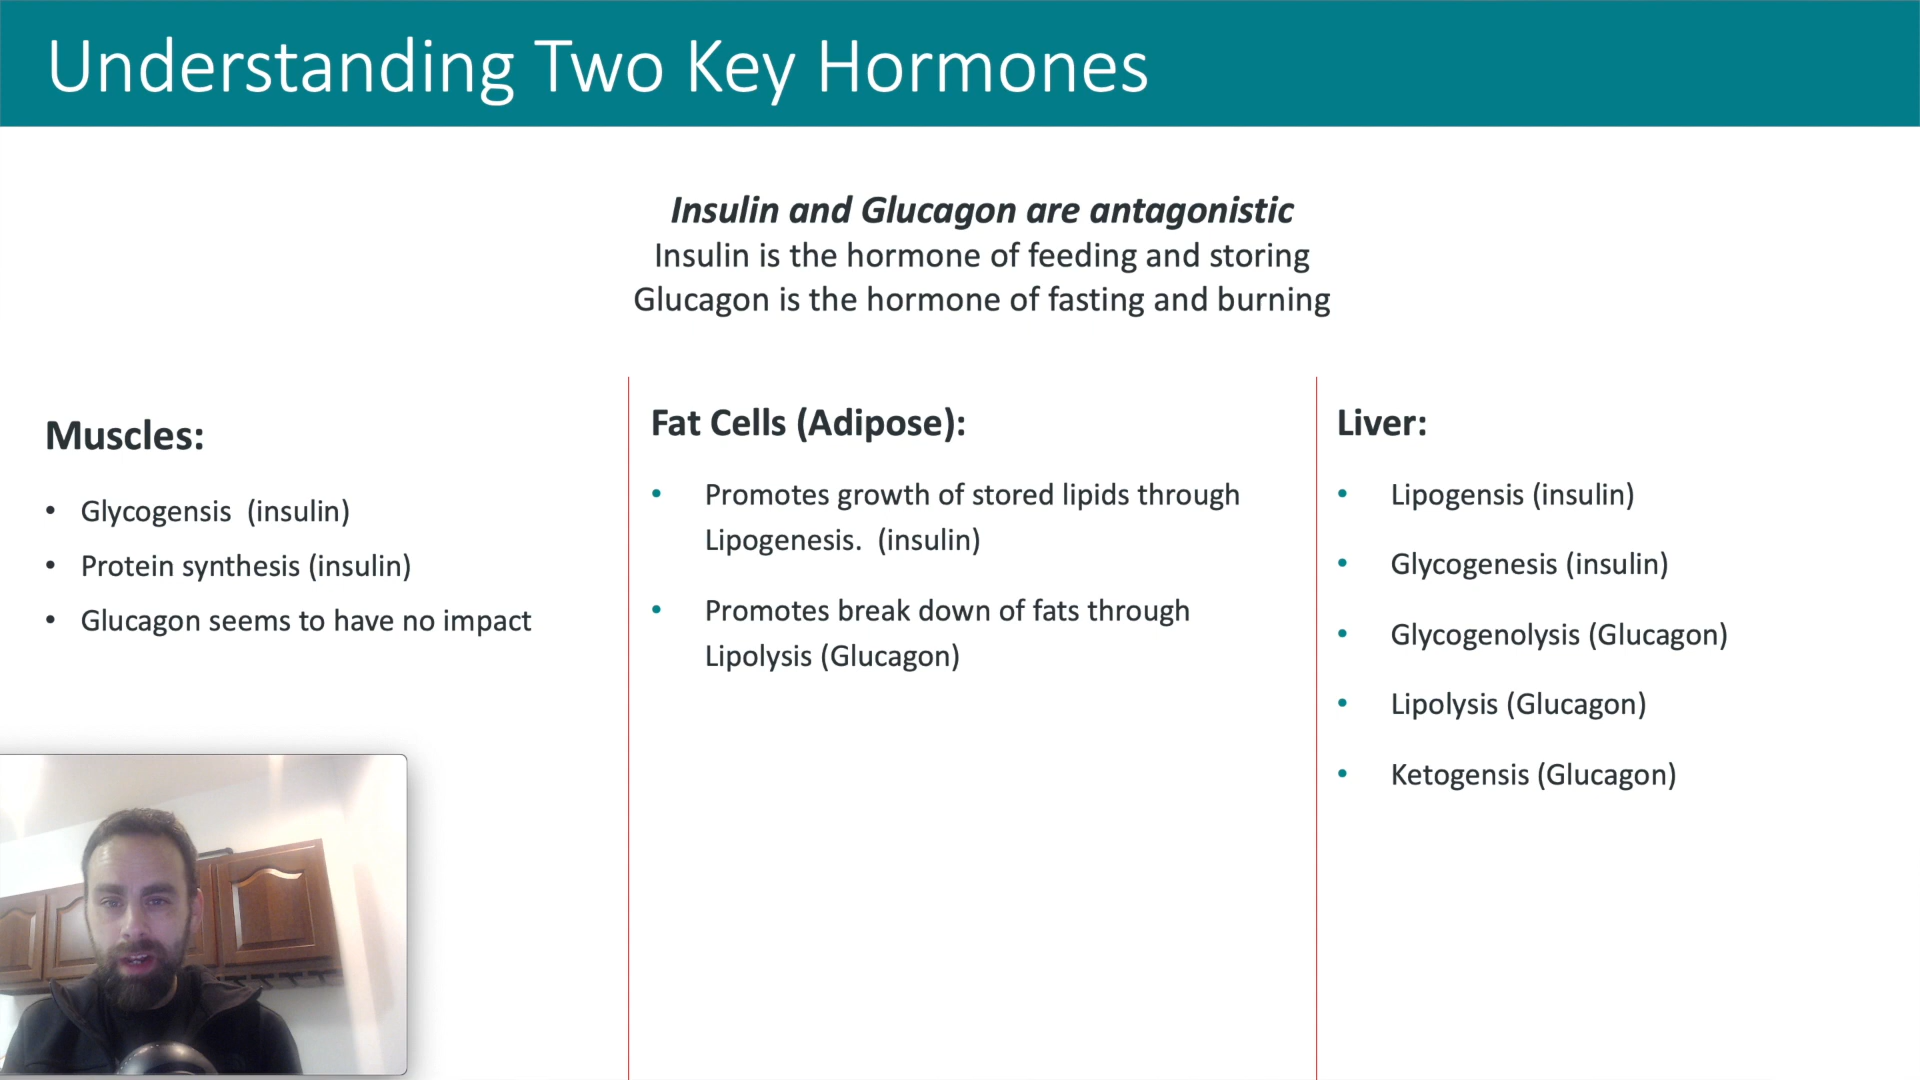 Understanding Two Key Hormones
Insulin and Glucagon are antagonistic
Insulin is the hormone of feeding and storing
Glucagon is the hormone of fasting and burning
Muscles:
• Glycogensis  (insulin)
• Protein synthesis (insulin)
• Glucagon seems to have no impact
Fat Cells (Adipose):
• Promotes growth of stored lipids through
Lipogenesis.  (insulin)
• Promotes break down of fats through
Lipolysis (Glucagon)
Liver:
• Lipogensis (insulin)
• Glycogenesis (insulin)
• Glycogenolysis (Glucagon)
• Lipolysis (Glucagon)
• Ketogensis (Glucagon)